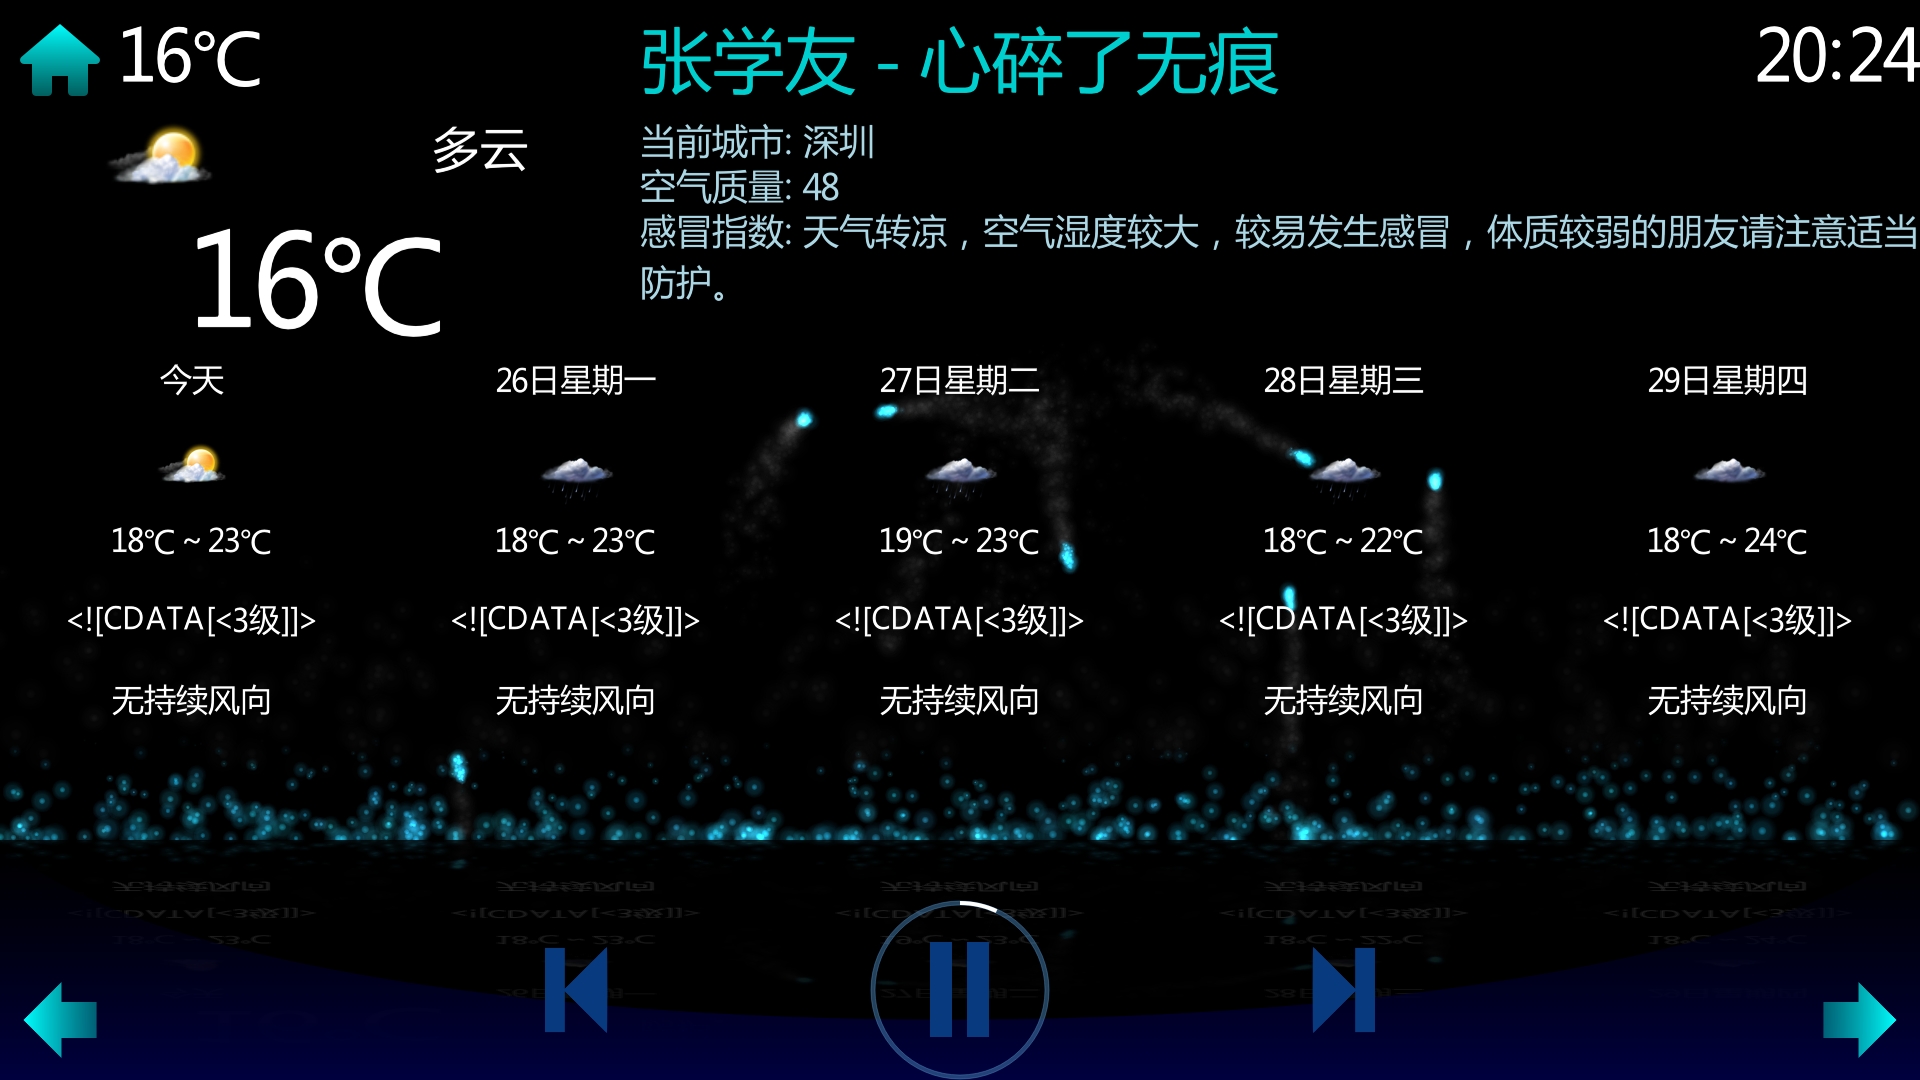 16℃
张学友 - 心碎了无痕
20:24
多云
16℃
当前城市: 深圳
空气质量: 48
感冒指数: 天气转凉，空气湿度较大，较易发生感冒，体质较弱的朋友请注意适当
防护。
今天
26日星期一
27日星期二
28日星期三
29日星期四
18℃ ~ 23℃
18℃ ~ 23℃
19℃ ~ 23℃
18℃ ~ 22℃
18℃ ~ 24℃
<![CDATA[<3级]]>
<![CDATA[<3级]]>
<![CDATA[<3级]]>
<![CDATA[<3级]]>
<![CDATA[<3级]]>
无持续风向
无持续风向
无持续风向
无持续风向
无持续风向